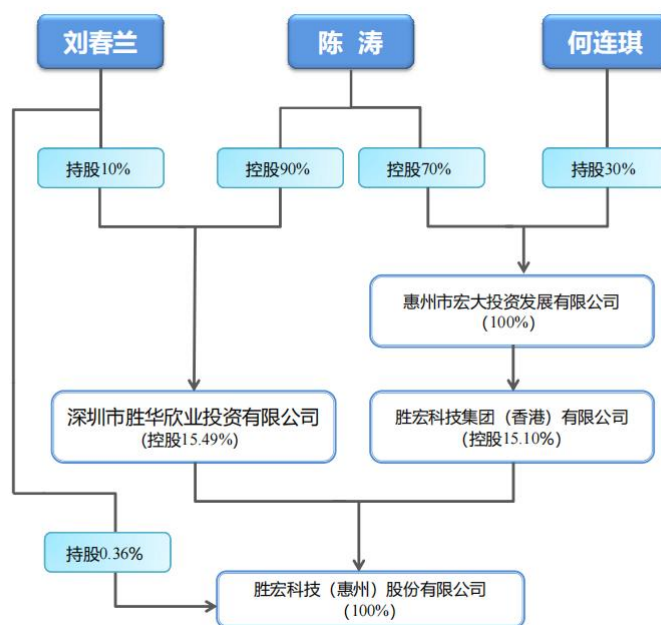 刘春兰
陈 涛
何连琪
持股10%
控股90%
控股70%
持股30%
惠州市宏大投资发展有限公司
(100%)
深圳市胜华欣业投资有限公司
(控股15.49%)
胜宏科技集团（香港）有限公司
(控股15.10%)
持股0.36%
胜宏科技（惠州）股份有限公司
(100%)